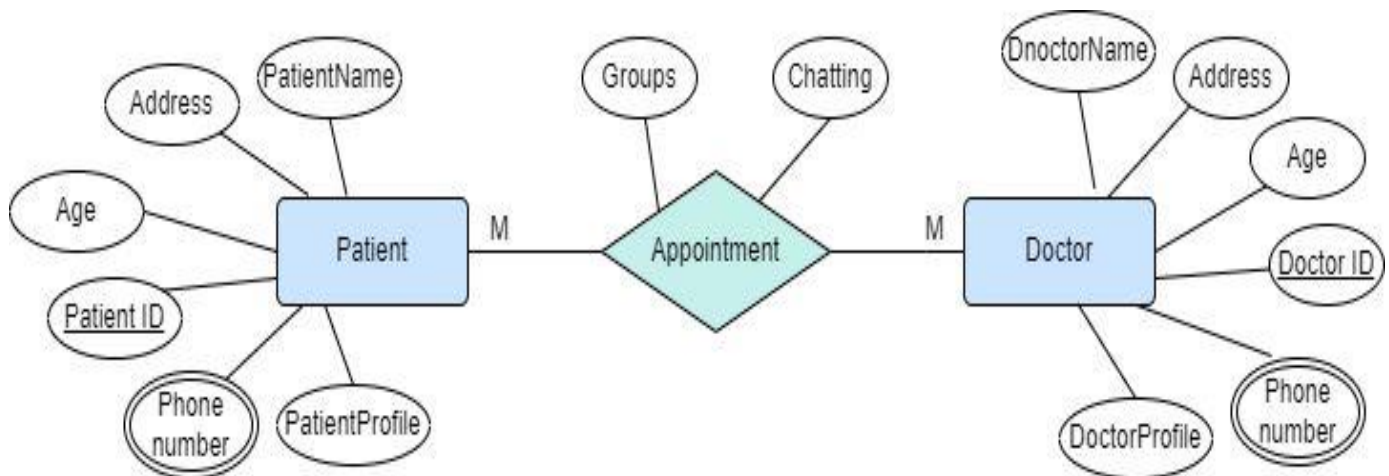 PatientName
Address
Age
Patient ID
Phone
number
PatientProfile
Patient
M
Groups
Chatting
Appointment
M
DnoctorName
Address
Age
Doctor ID
Phone
number
DoctorProfile
Doctor